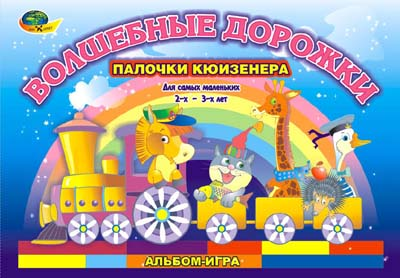 ВОЛШЕБНЫЕ ДОРОЖКИ
ПАЛОЧКИ КЮИЗЕНЕРА
Для самых маленьких
2-х - 3-х лет
АЛЬБОМ-ИГРА